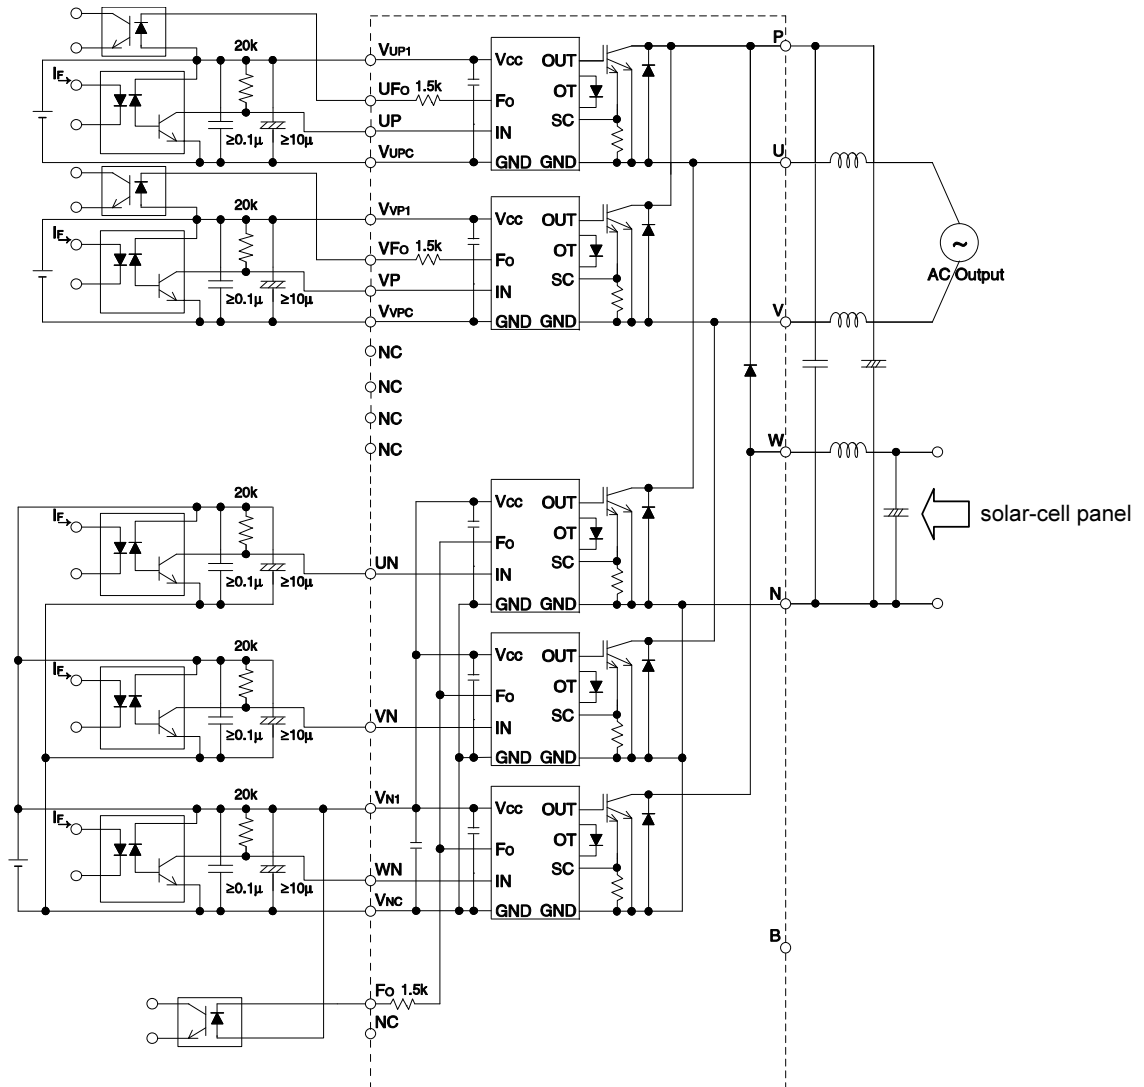 20k
IF
≥0.1μ
≥10μ
VUP1
UFo 1.5k
UP
VUPC
Vcc
OUT
Fo
OT
SC
IN
GND GND
P
U
20k
IF
≥0.1μ
≥10μ
VVP1
VFo 1.5k
VP
VVPC
Vcc
OUT
Fo
OT
SC
IN
GND GND
V
~
AC Output
NC
NC
NC
NC
W
solar-cell panel
20k
IF
≥0.1μ
≥10μ
UN
Vcc
OUT
Fo
OT
SC
IN
GND GND
N
20k
IF
≥0.1μ
≥10μ
VN
Vcc
OUT
Fo
OT
SC
IN
GND GND
20k
IF
≥0.1μ
≥10μ
VN1
WN
VNC
Vcc
OUT
Fo
OT
SC
IN
GND GND
B
Fo 1.5k
NC